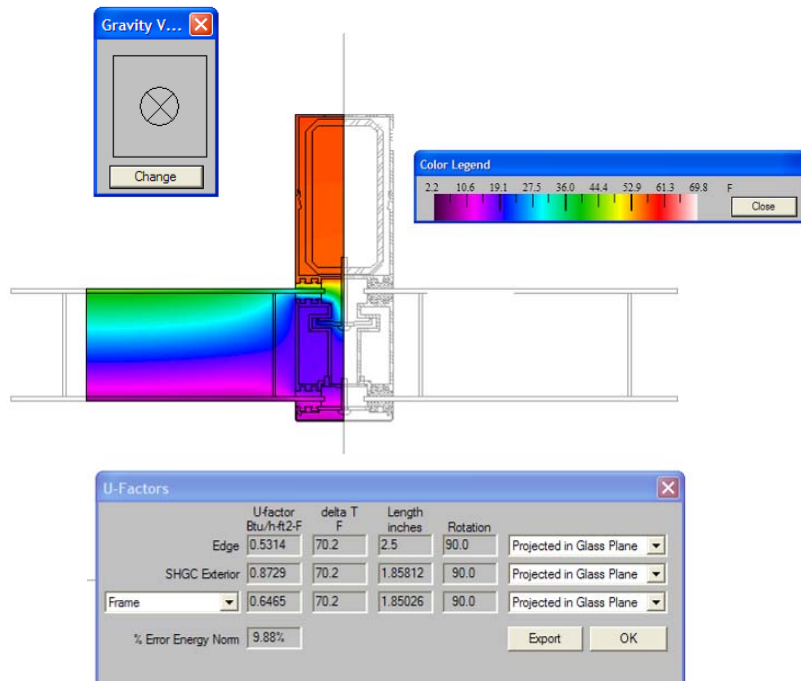 Gravity V...
Change
Color Legend
2.2 10.6 19.1 27.5 36.0 44.4 52.9 61.3 69.8 F
Close
U-Factors
U-factor delta T Length
Btu/h-ft2-F F inches Rotation
Edge 0.5314 70.2 2.5 90.0 Projected in Glass Plane
SHGC Exterior 0.8729 70.2 1.85812 90.0 Projected in Glass Plane
Frame 0.6465 70.2 1.85026 90.0 Projected in Glass Plane
% Error Energy Norm 9.88% Export OK